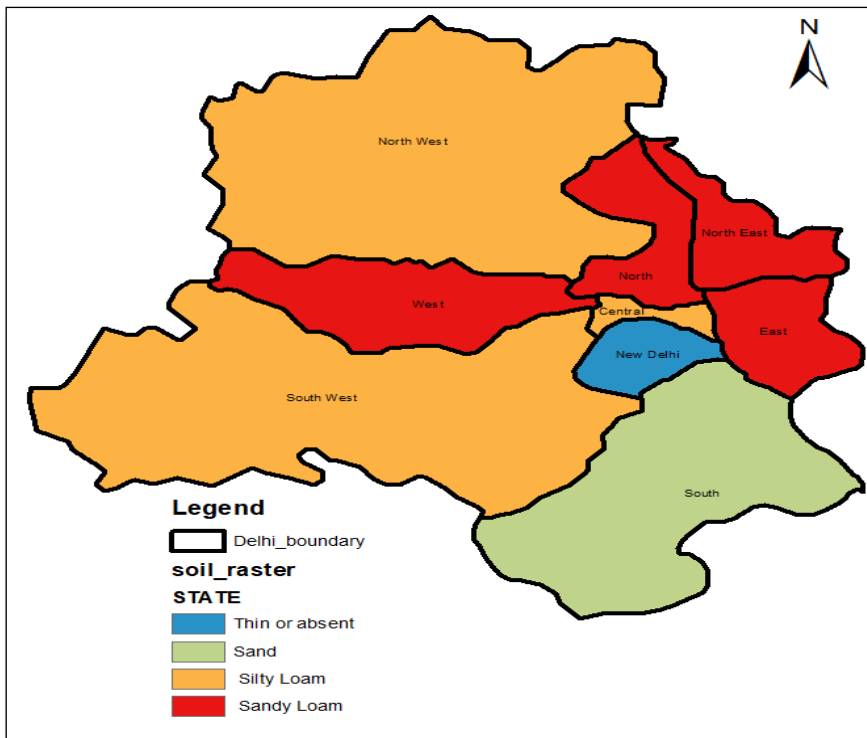 N
North West
North East
North
West
Central
East
New Delhi
South West
South
Legend
Delhi_boundary
soil_raster
STATE
Thin or absent
Sand
Silty Loam
Sandy Loam